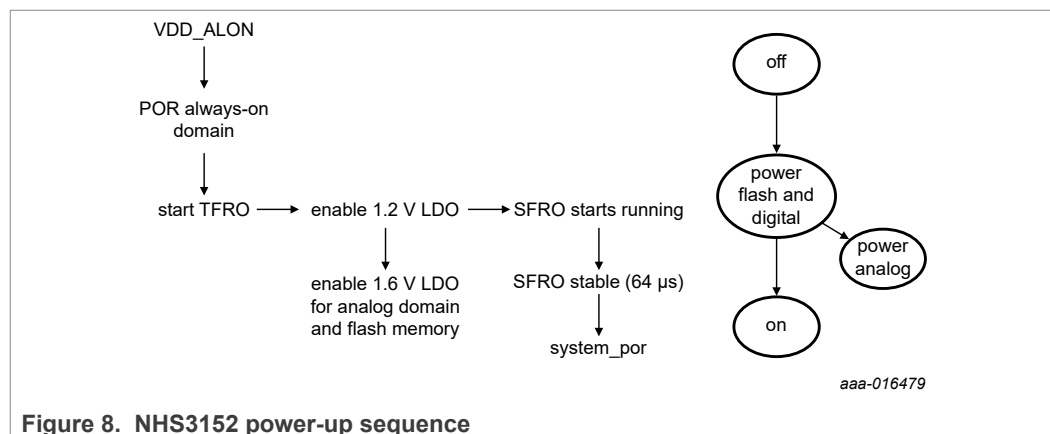 VDD_ALON
POR always-on
domain
start TFRO
enable 1.2 V LDO
SFRO starts running
enable 1.6 V LDO
for analog domain
and flash memory
SFRO stable (64 μs)
system_por
off
power
flash and
digital
power
analog
on
aaa-016479
Figure 8. NHS3152 power-up sequence